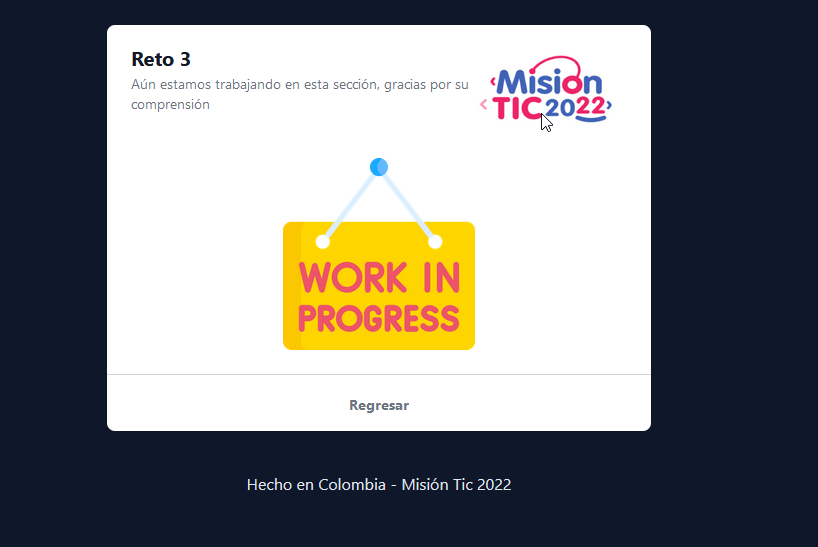 Reto 3
Aún estamos trabajando en esta sección, gracias por su
comprensión
Misión
TIC 2022
WORK IN
PROGRESS
Regresar
Hecho en Colombia - Misión Tic 2022